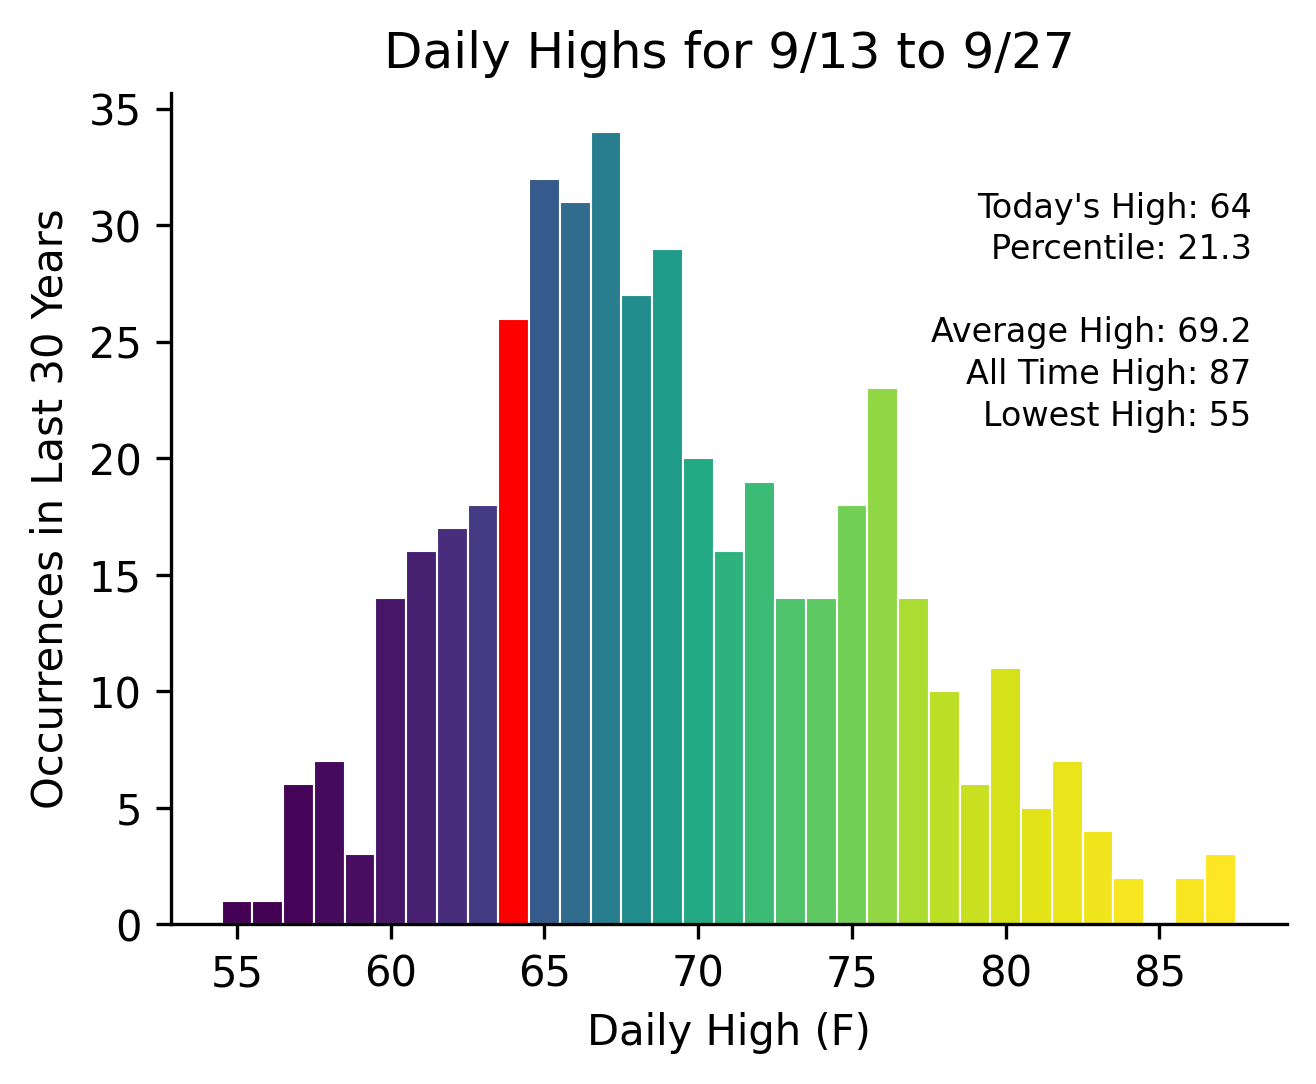 Daily Highs for 9/13 to 9/27
35
30
25
20
15
10
5
0
Occurrences in Last 30 Years
Today's High: 64
Percentile: 21.3
Average High: 69.2
All Time High: 87
Lowest High: 55
55
60
65
70
75
80
85
Daily High (F)